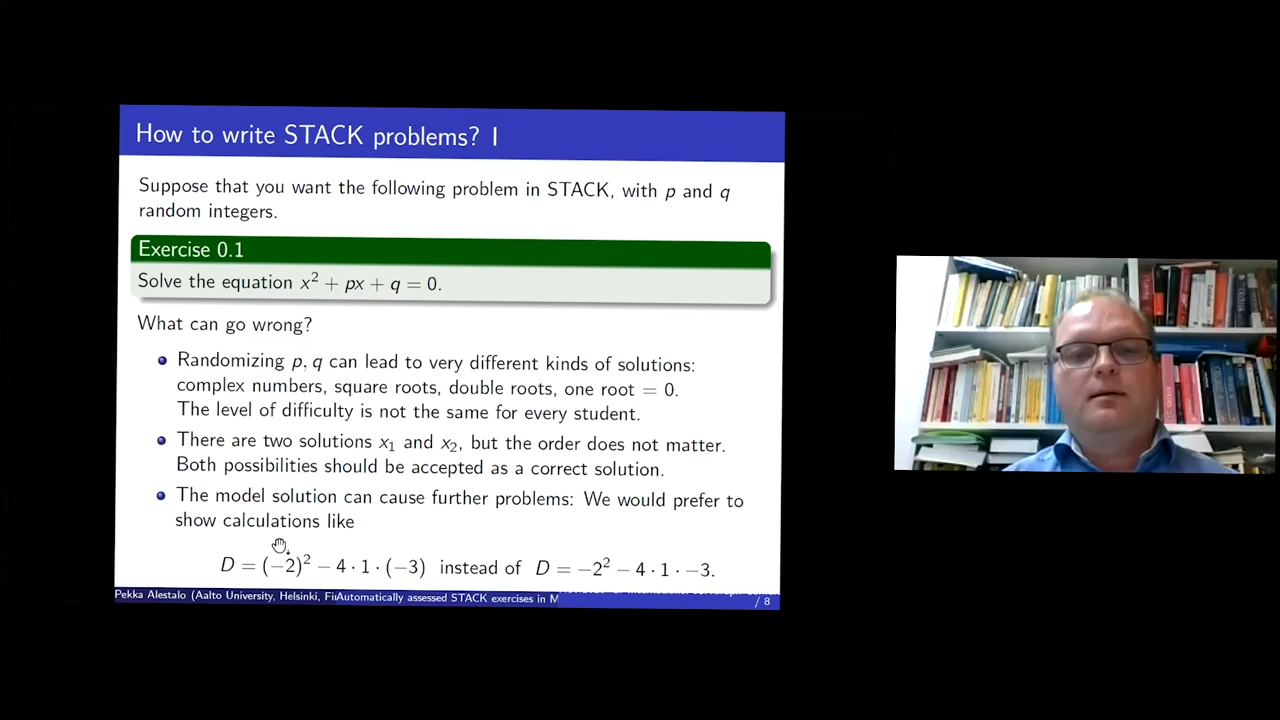 How to write STACK problems? I
Suppose that you want the following problem in STACK, with p and q
random integers.
Exercise 0.1
Solve the equation x² + px + q = 0.
What can go wrong?
Randomizing p, q can lead to very different kinds of solutions:
complex numbers, square roots, double roots, one root = 0.
The level of difficulty is not the same for every student.
There are two solutions x₁ and x₂, but the order does not matter.
Both possibilities should be accepted as a correct solution.
The model solution can cause further problems: We would prefer to
show calculations like
D = (−2)² − 4 · 1 · (−3) instead of D = −2² − 4 · 1 · −3.
Pekka Alestalo (Aalto University, Helsinki, Fi Automatically assessed STACK exercises in M
/ 8